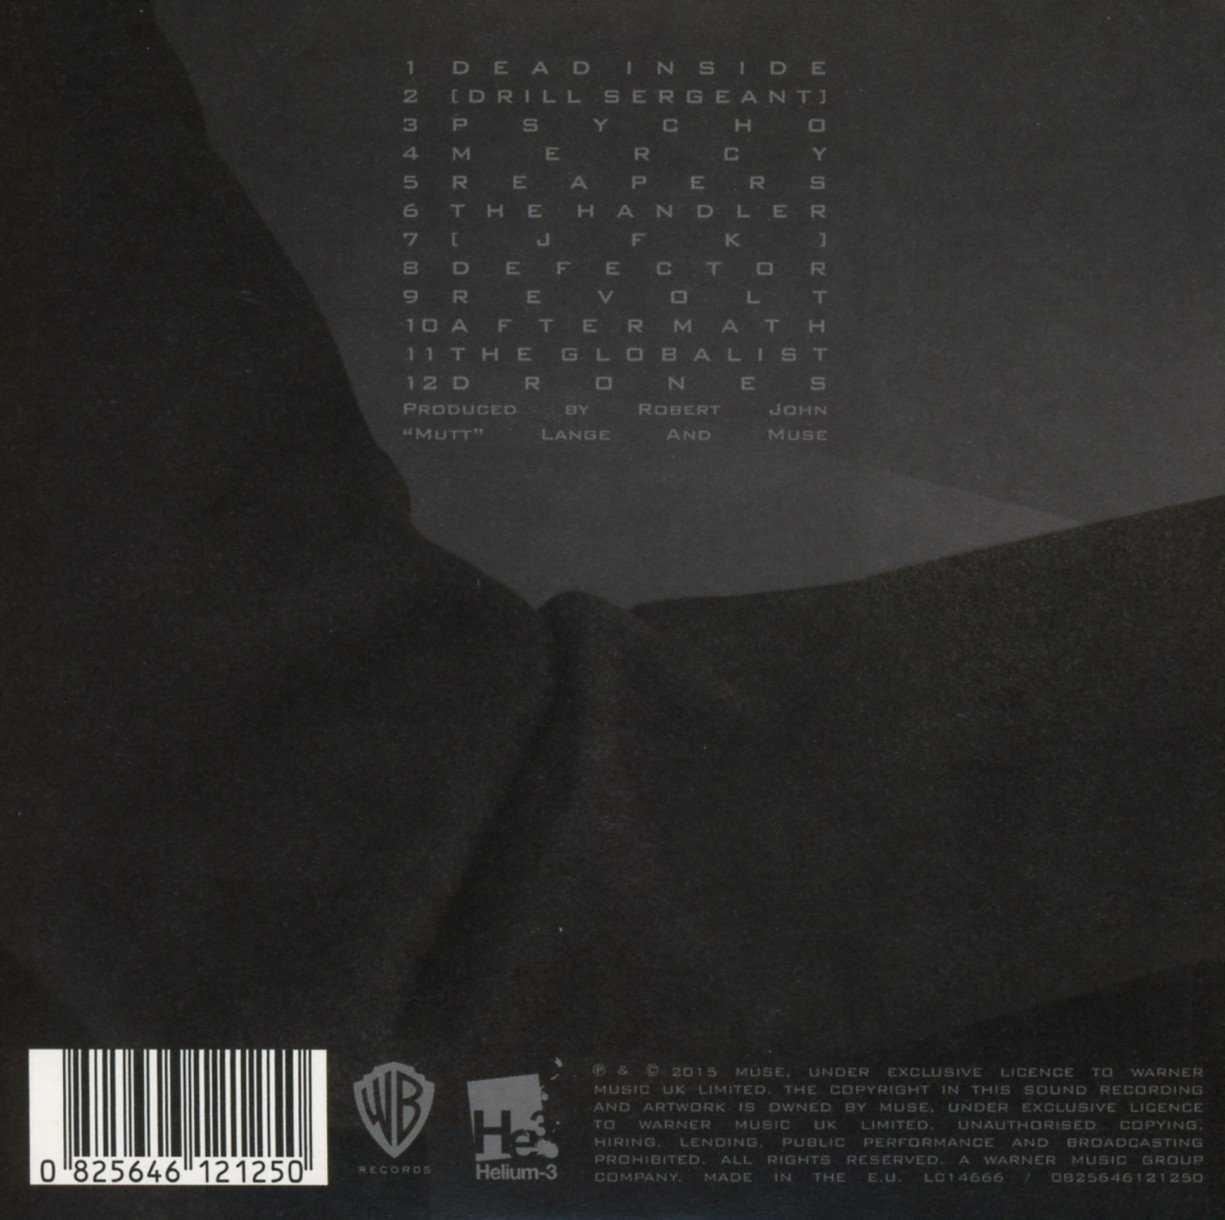 1 DEAD INSIDE
2 [DRILL SERGEANT]
3 PSYCHO
4 MERCY
5 REAPERS
6 THE HANDLER
7 [JFK]
8 DEFECTOR
9 REVOLT
10 AFTERMATH
11 THE GLOBALIST
12 DRONES
PRODUCED BY ROBERT JOHN
“MUTT” LANGE AND MUSE
0 825646 121250
WB
RECORDS
He3
Helium-3
℗ & © 2015 MUSE, UNDER EXCLUSIVE LICENCE TO WARNER
MUSIC UK LIMITED. THE COPYRIGHT IN THIS SOUND RECORDING
AND ARTWORK IS OWNED BY MUSE, UNDER EXCLUSIVE LICENCE
TO WARNER MUSIC UK LIMITED. UNAUTHORISED COPYING,
HIRING, LENDING, PUBLIC PERFORMANCE AND BROADCASTING
PROHIBITED. ALL RIGHTS RESERVED. A WARNER MUSIC GROUP
COMPANY. MADE IN THE E.U. LC14666 / 0825646121250